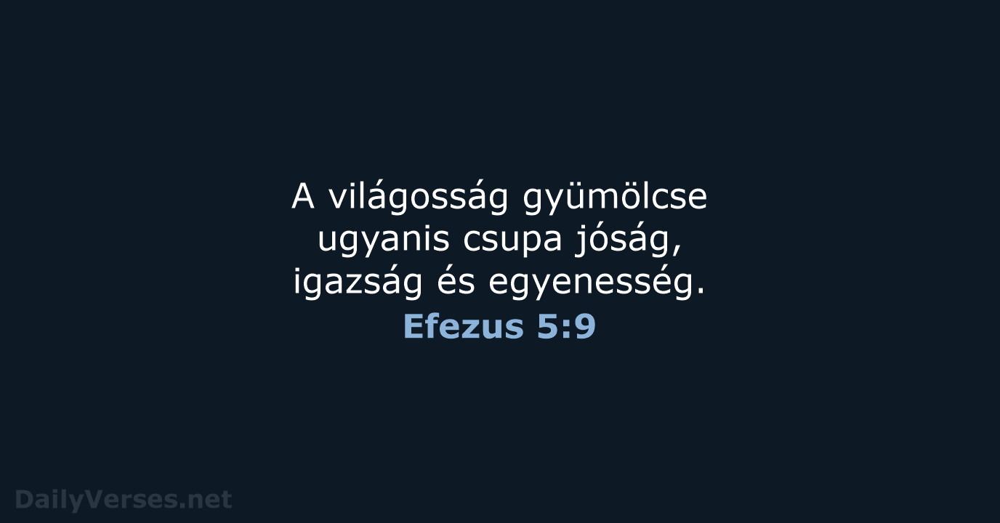 A világosság gyümölcse
ugyanis csupa jóság,
igazság és egyenesség.
Efezus 5:9
DailyVerses.net